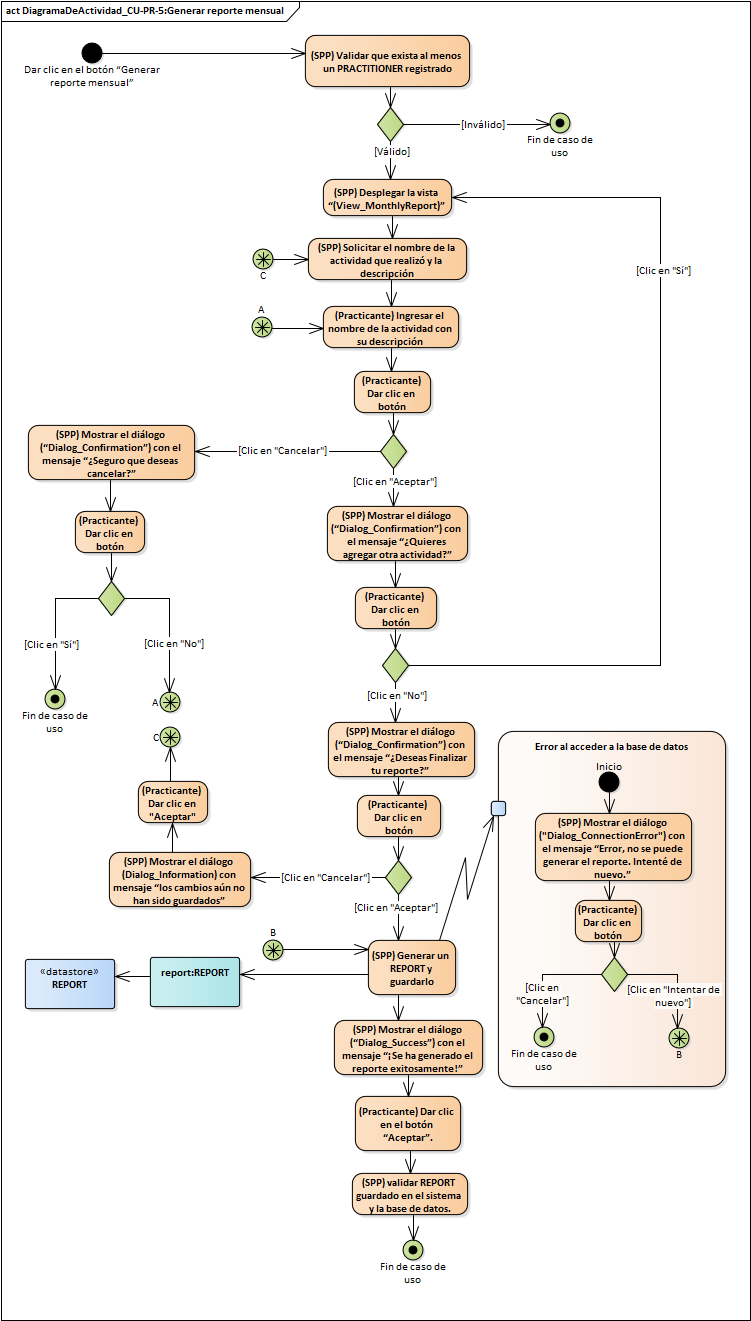 act DiagramaDeActividad_CU-PR-5:Generar reporte mensual
Dar clic en el botón “Generar
reporte mensual”
(SPP) Validar que exista al menos
un PRACTITIONER registrado
[Inválido]
Fin de caso de
uso
[Válido]
(SPP) Desplegar la vista
“(View_MonthlyReport)”
(SPP) Solicitar el nombre de la
actividad que realizó y la
descripción
C
[Clic en "Sí"]
A
(Practicante) Ingresar el
nombre de la actividad con
su descripción
(Practicante)
Dar clic en
botón
(SPP) Mostrar el diálogo
(“Dialog_Confirmation”) con el
mensaje “¿Seguro que deseas
cancelar?”
[Clic en "Cancelar"]
[Clic en "Aceptar"]
(Practicante)
Dar clic en
botón
(SPP) Mostrar el diálogo
(“Dialog_Confirmation”) con
el mensaje “¿Quieres
agregar otra actividad?”
(Practicante)
Dar clic en
botón
[Clic en "Sí"]
[Clic en "No"]
Fin de caso de
uso
A
[Clic en "No"]
C
(SPP) Mostrar el diálogo
(“Dialog_Confirmation”) con
el mensaje “¿Deseas Finalizar
tu reporte?”
(Practicante)
Dar clic en
"Aceptar"
(Practicante)
Dar clic en
botón
(SPP) Mostrar el diálogo
(Dialog_Information) con
mensaje “los cambios aún no
han sido guardados”
[Clic en "Cancelar"]
[Clic en "Aceptar"]
B
(SPP) Generar un
REPORT y
guardarlo
report:REPORT
«datastore»
REPORT
(SPP) Mostrar el diálogo
(“Dialog_Success”) con el
mensaje “¡Se ha generado el
reporte exitosamente!”
(Practicante) Dar clic
en el botón
“Aceptar”.
(SPP) validar REPORT
guardado en el sistema
y la base de datos.
Fin de caso de
uso
Error al acceder a la base de datos
Inicio
(SPP) Mostrar el diálogo
("Dialog_ConnectionError") con
el mensaje “Error, no se puede
generar el reporte. Intenté de
nuevo.”
(Practicante)
Dar clic en
botón
[Clic en
"Cancelar"]
[Clic en "Intentar de
nuevo"]
Fin de caso de
uso
B